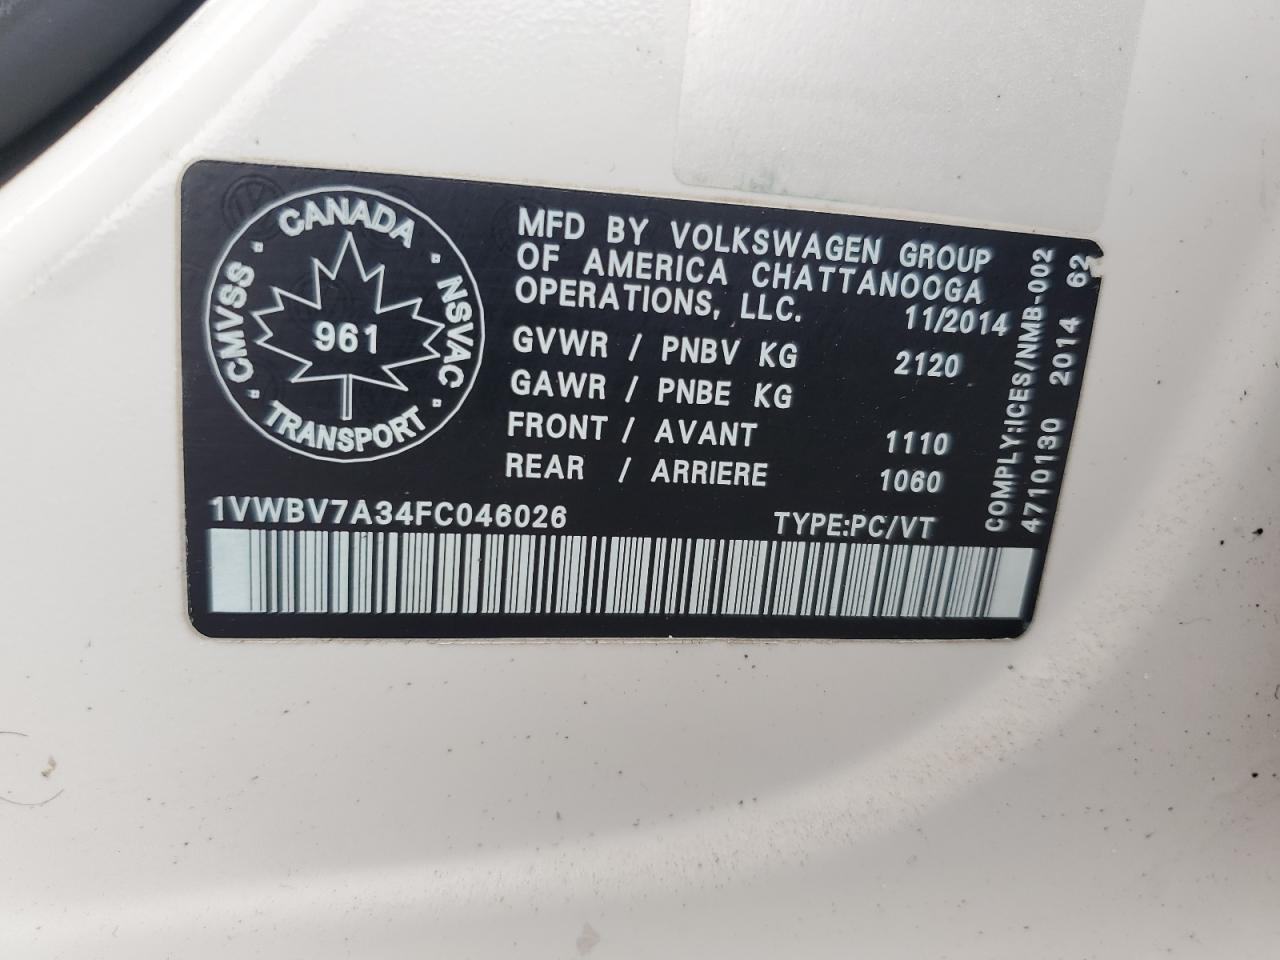 CANADA
CMVSS
NSVAC
961
TRANSPORT
MFD BY VOLKSWAGEN GROUP
OF AMERICA CHATTANOOGA
OPERATIONS, LLC. 11/2014
GVWR / PNBV KG 2120
GAWR / PNBE KG
FRONT / AVANT 1110
REAR / ARRIERE 1060
1VWBV7A34FC046026 TYPE:PC/VT
COMPLY:ICES/NMB-002
4710130 2014 62